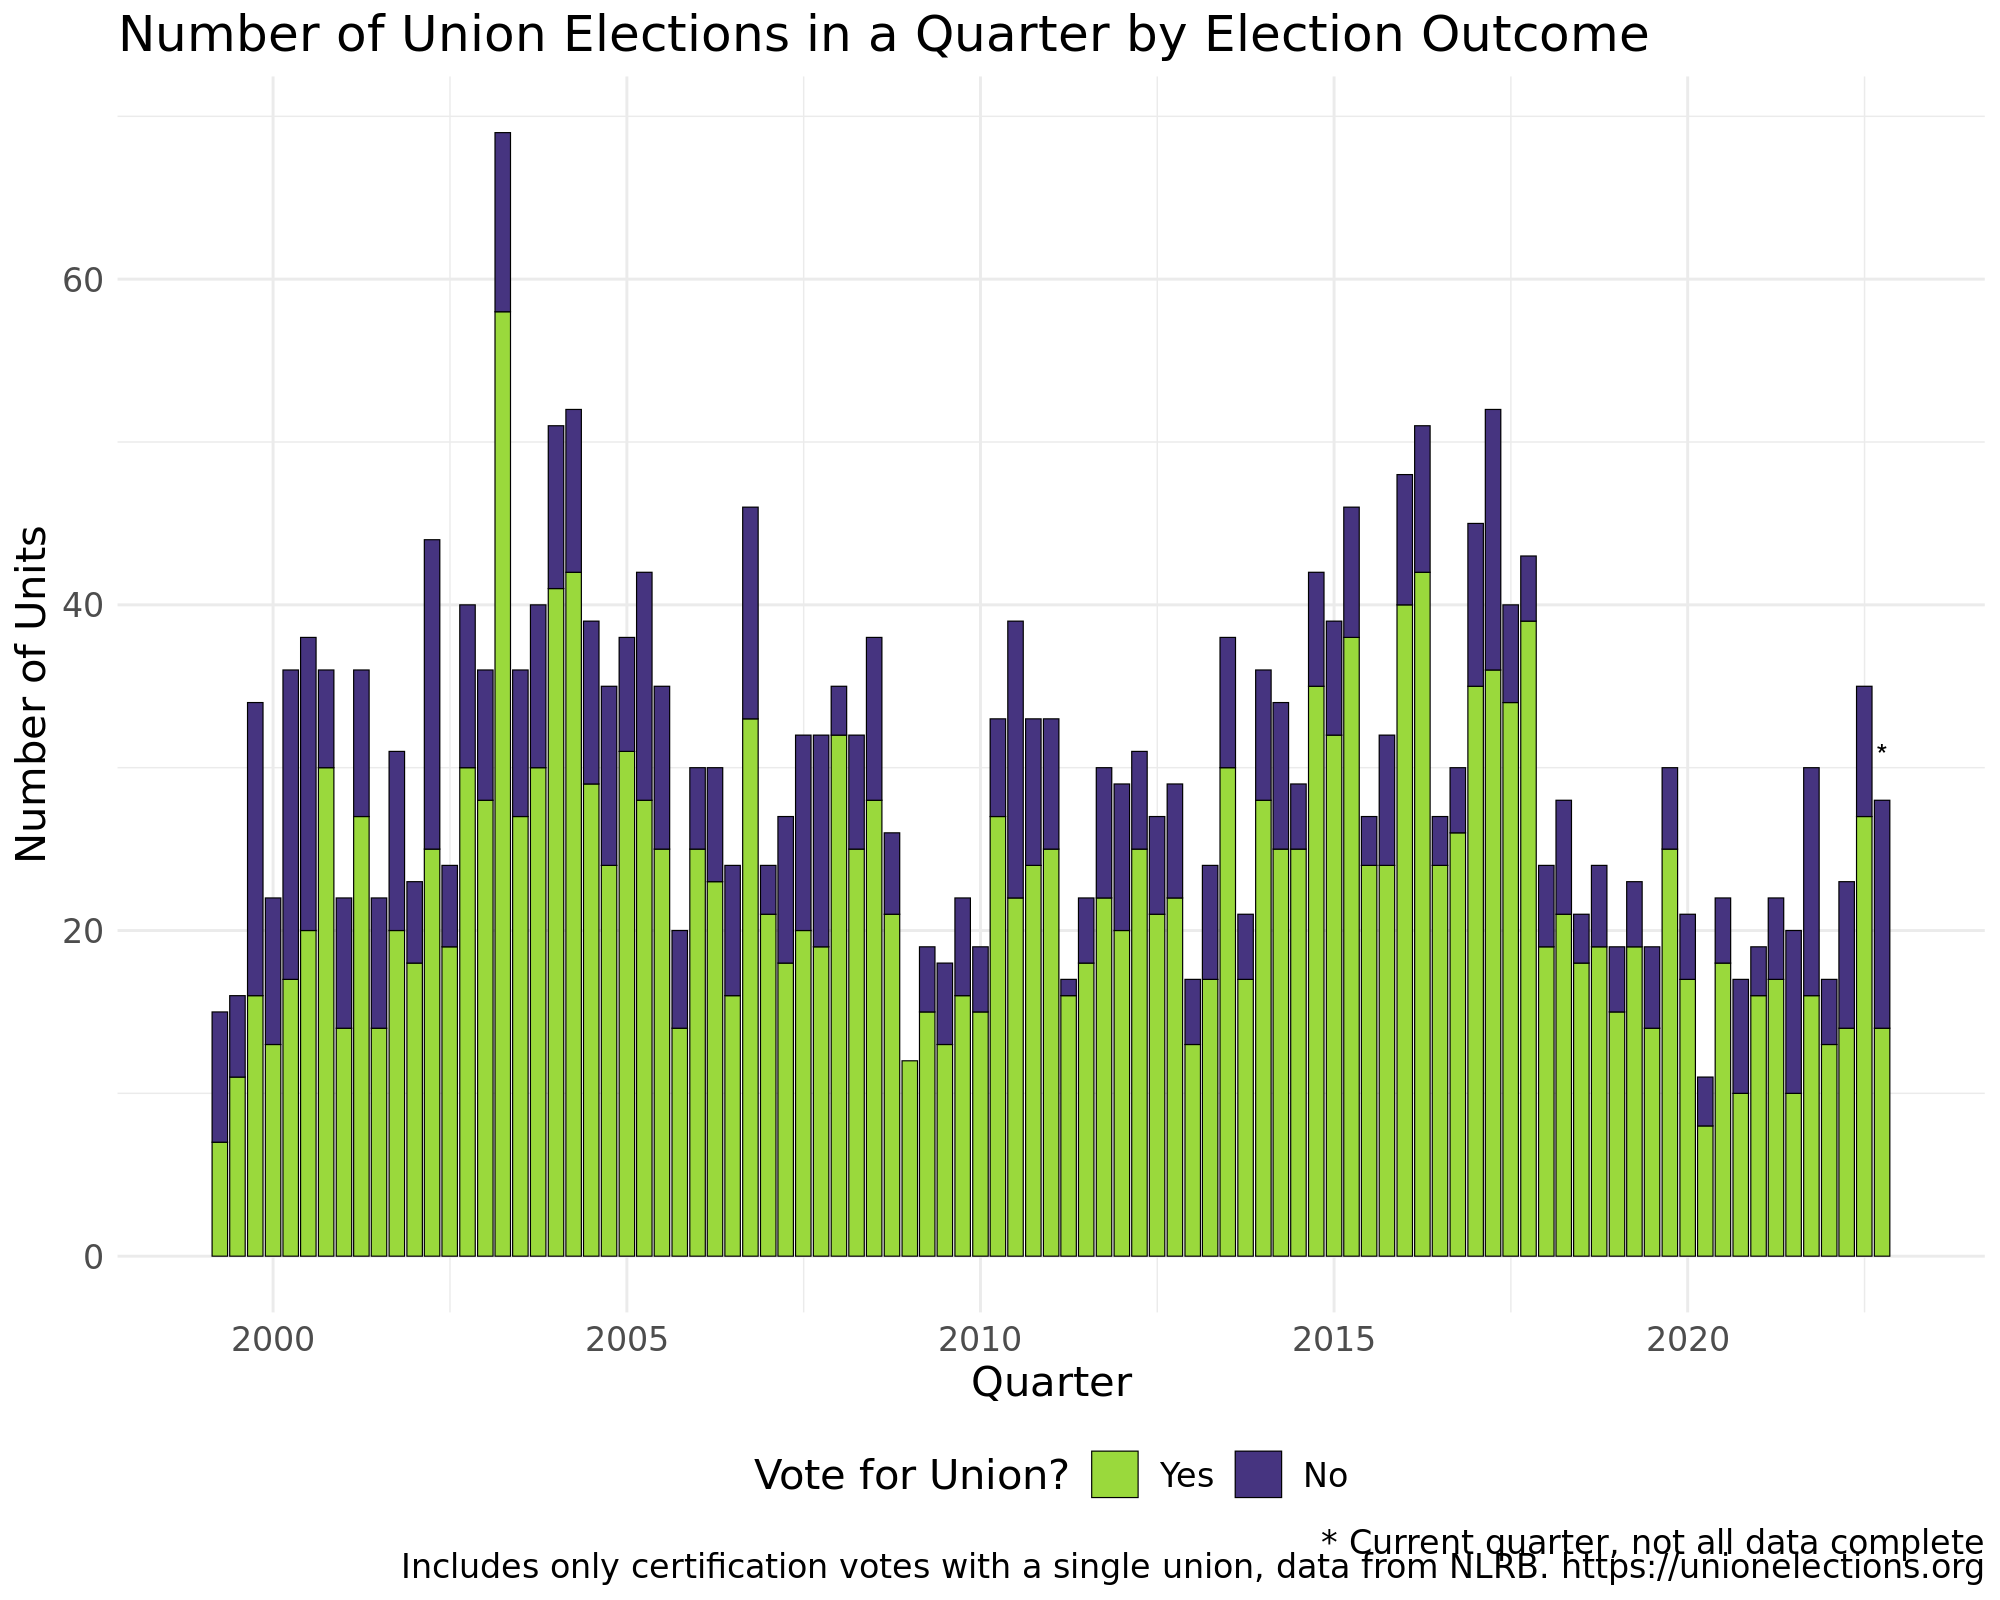 Number of Union Elections in a Quarter by Election Outcome
Number of Units
60
40
20
0
*
2000 2005 2010 2015 2020
Quarter
Vote for Union? Yes No
* Current quarter, not all data complete
Includes only certification votes with a single union, data from NLRB. https://unionelections.org